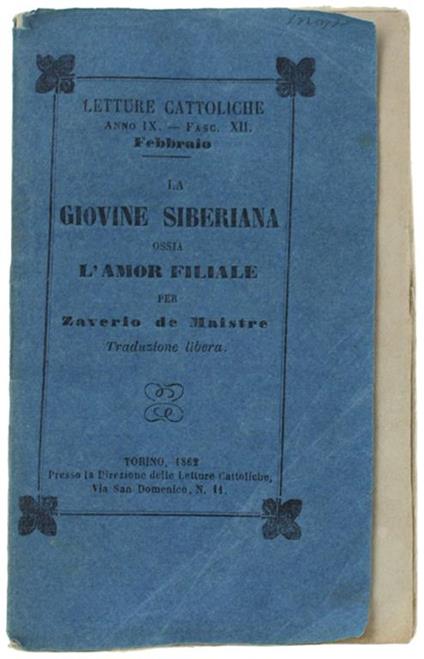 LETTURE CATTOLICHE
ANNO IX. — FASC. XII.
Febbraio
LA
GIOVINE SIBERIANA
OSSIA
L'AMOR FILIALE
PER
Zaverio de Maistre
Traduzione libera.
TORINO, 1862
Presso la Direzione delle Letture Cattoliche,
Via San Domenico, N. 11.